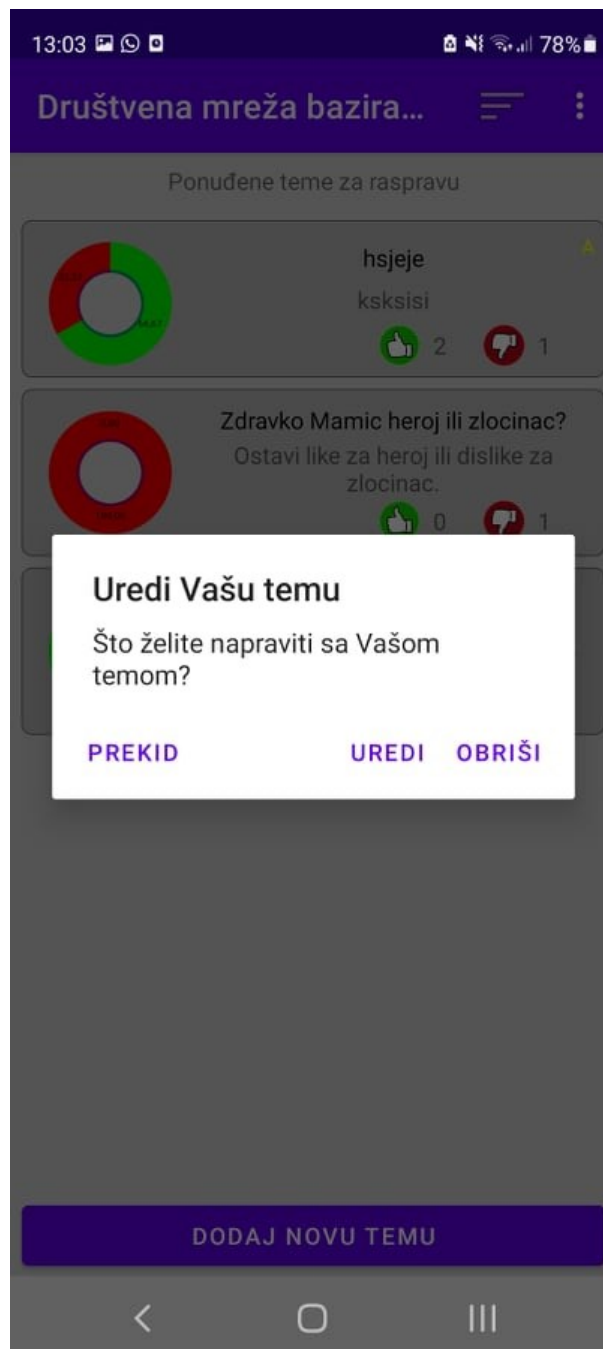 13:03 78%
Društvena mreža bazira...
Ponuđene teme za raspravu
A
hsjeje
ksksisi
2 1
Zdravko Mamic heroj ili zlocinac?
Ostavi like za heroj ili dislike za
zlocinac.
0 1
Uredi Vašu temu
Što želite napraviti sa Vašom
temom?
PREKID UREDI OBRIŠI
DODAJ NOVU TEMU